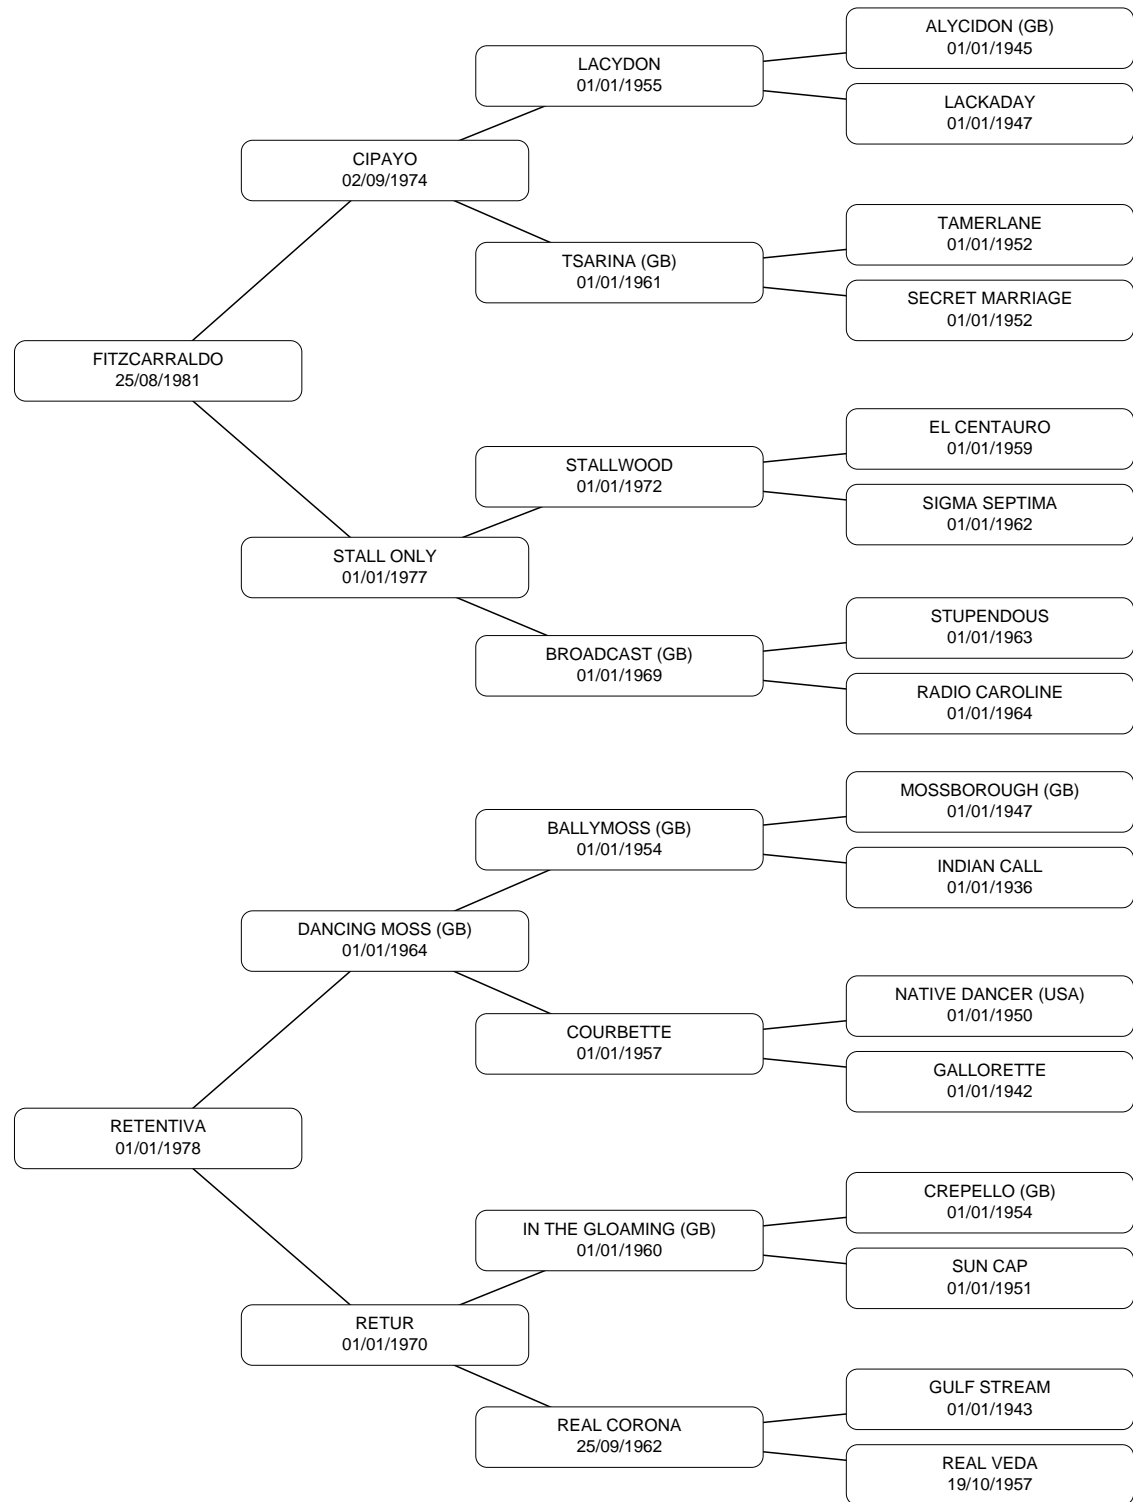 ALYCIDON (GB)
01/01/1945
LACYDON
01/01/1955
LACKADAY
01/01/1947
CIPAYO
02/09/1974
TAMERLANE
01/01/1952
TSARINA (GB)
01/01/1961
SECRET MARRIAGE
01/01/1952
FITZCARRALDO
25/08/1981
EL CENTAURO
01/01/1959
STALLWOOD
01/01/1972
SIGMA SEPTIMA
01/01/1962
STALL ONLY
01/01/1977
STUPENDOUS
01/01/1963
BROADCAST (GB)
01/01/1969
RADIO CAROLINE
01/01/1964
MOSSBOROUGH (GB)
01/01/1947
BALLYMOSS (GB)
01/01/1954
INDIAN CALL
01/01/1936
DANCING MOSS (GB)
01/01/1964
NATIVE DANCER (USA)
01/01/1950
COURBETTE
01/01/1957
GALLORETTE
01/01/1942
RETENTIVA
01/01/1978
CREPELLO (GB)
01/01/1954
IN THE GLOAMING (GB)
01/01/1960
SUN CAP
01/01/1951
RETUR
01/01/1970
GULF STREAM
01/01/1943
REAL CORONA
25/09/1962
REAL VEDA
19/10/1957